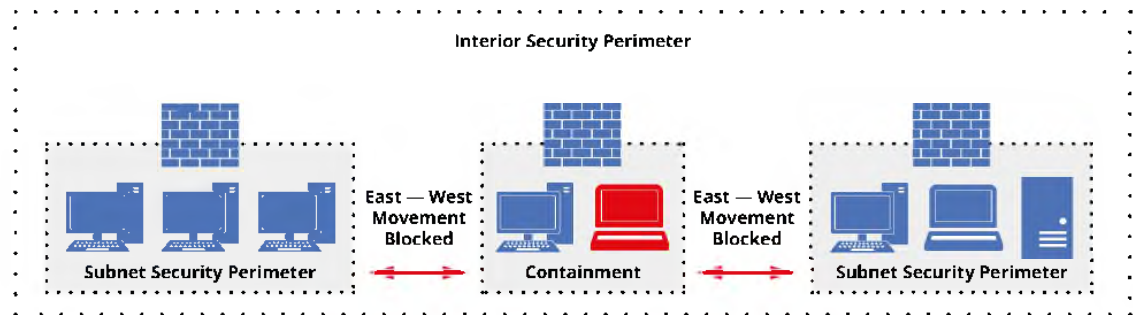 Interior Security Perimeter
East — West
Movement
Blocked
East — West
Movement
Blocked
Subnet Security Perimeter
Containment
Subnet Security Perimeter